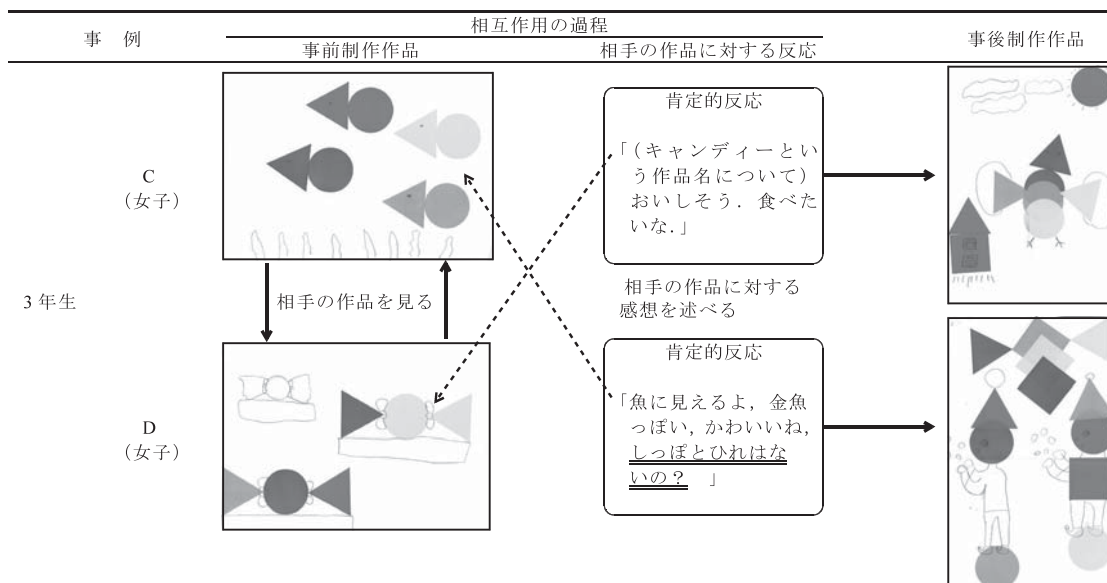 相互作用の過程
事 例
事前制作作品
相手の作品に対する反応
事後制作作品
3年生
C
(女子)
肯定的反応
「(キャンディーとい
う作品名について)
おいしそう.食べた
いな.」
相手の作品を見る
相手の作品に対する
感想を述べる
D
(女子)
肯定的反応
「魚に見えるよ,金魚
っぽい,かわいいね,
しっぽとひれはな
いの? 」